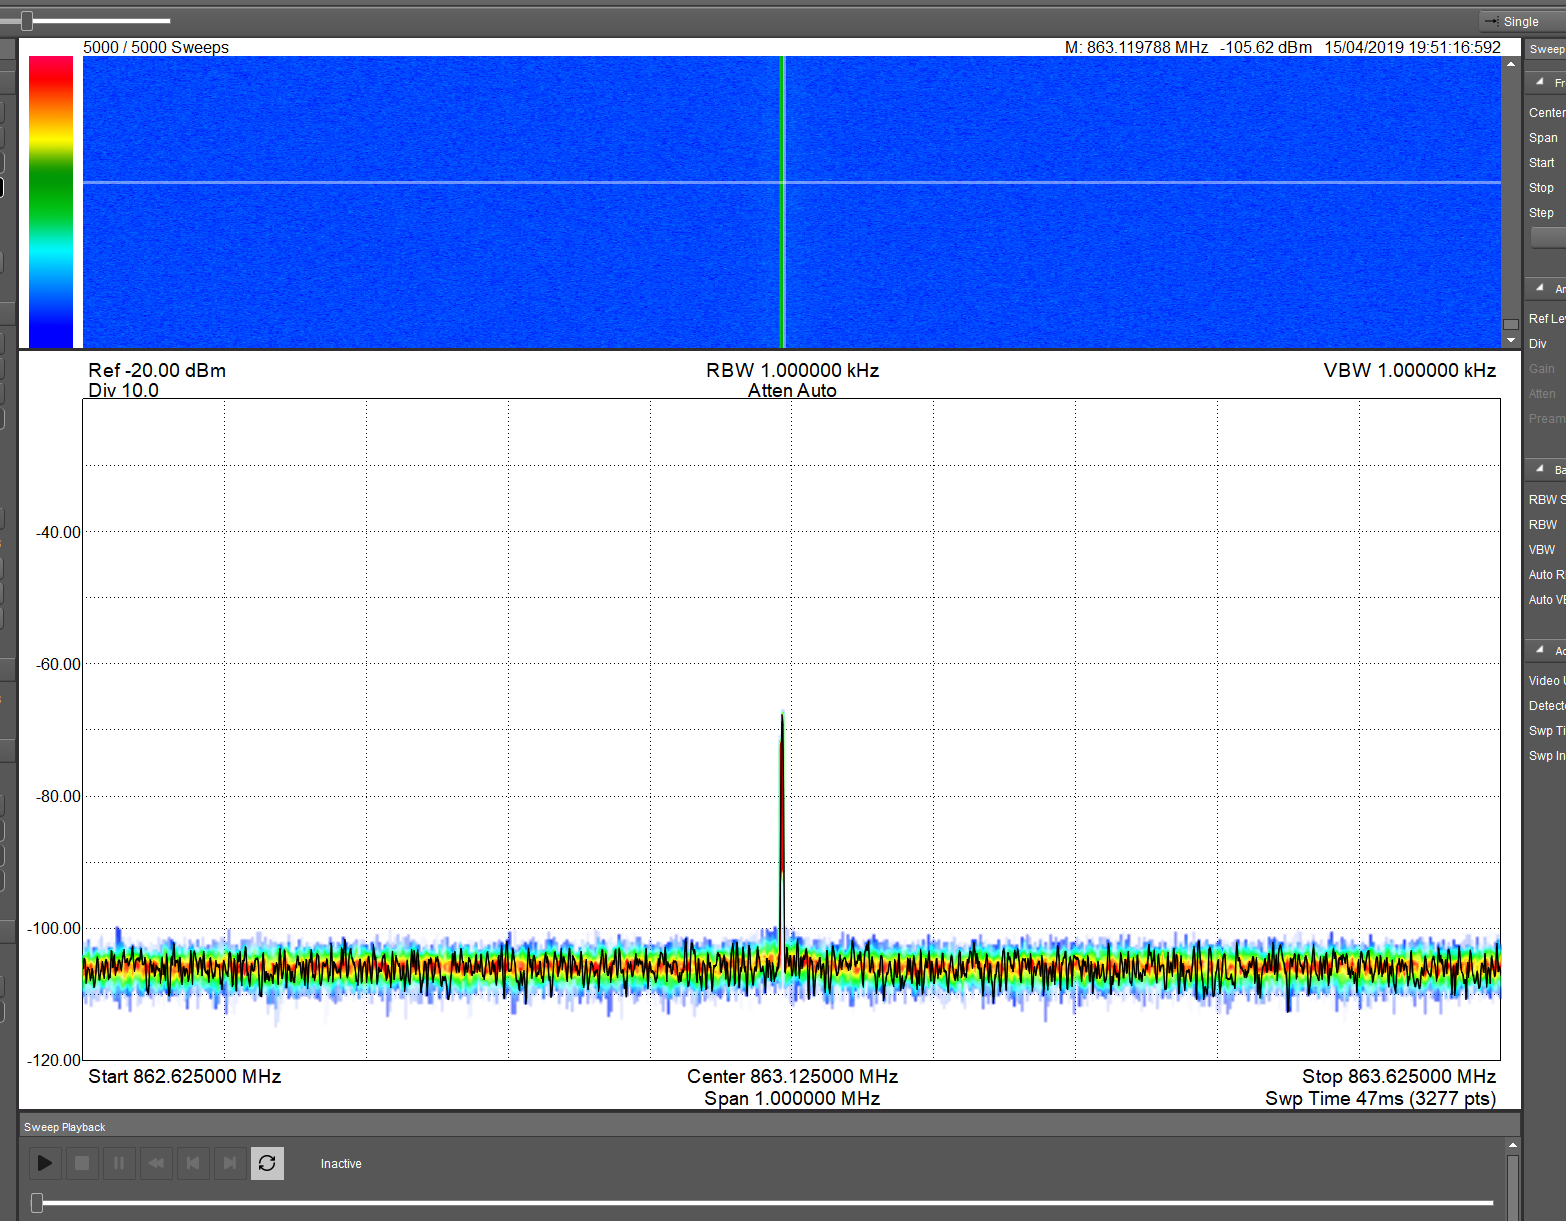 Single
5000 / 5000 Sweeps
M: 863.119788 MHz -105.62 dBm 15/04/2019 19:51:16:592
Sweep
Fr
Center
Span
Start
Stop
Step
Ar
Ref Lev
Div
Gain
Atten
Pream
Ba
RBW S
RBW
VBW
Auto R
Auto VB
Ac
Video U
Detecto
Swp Ti
Swp In
Ref -20.00 dBm
RBW 1.000000 kHz
VBW 1.000000 kHz
Div 10.0
Atten Auto
-40.00
-60.00
-80.00
-100.00
-120.00
Start 862.625000 MHz
Center 863.125000 MHz
Stop 863.625000 MHz
Span 1.000000 MHz
Swp Time 47ms (3277 pts)
Sweep Playback
Inactive